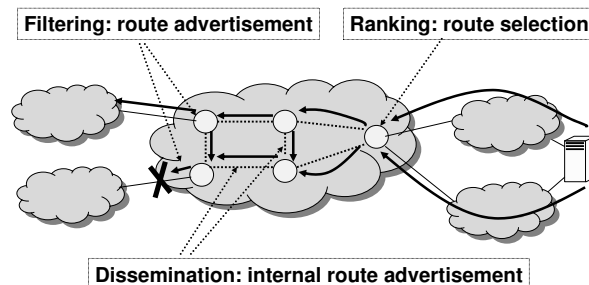 Filtering: route advertisement
Ranking: route selection
Dissemination: internal route advertisement